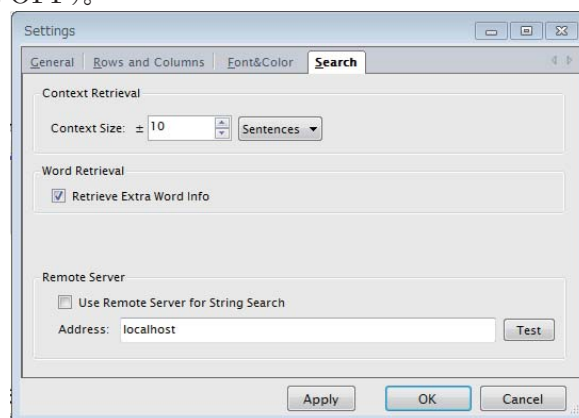 OFF)。
Settings
General Rows and Columns Font&Color Search
Context Retrieval
Context Size: ± 10 Sentences
Word Retrieval
Retrieve Extra Word Info
Remote Server
Use Remote Server for String Search
Address: localhost Test
Apply OK Cancel